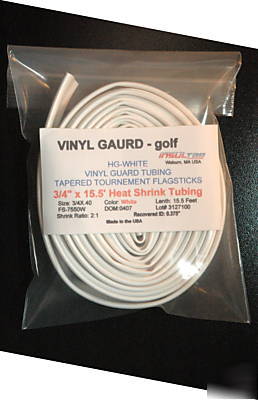 VINYL GAURD - golf
INSULTAB
Woburn, MA USA
HG-WHITE
VINYL GUARD TUBING
TAPERED TOURNEMENT FLAGSTICKS
3/4" x 15.5' Heat Shrink Tubing
Size: 3/4X.40 Color: White Lenth: 15.5 Feet
FS-7550W DOM:0407 Lot #: 3127100
Shrink Ratio: 2:1 Recovered ID: 0.375"
Made in the USA